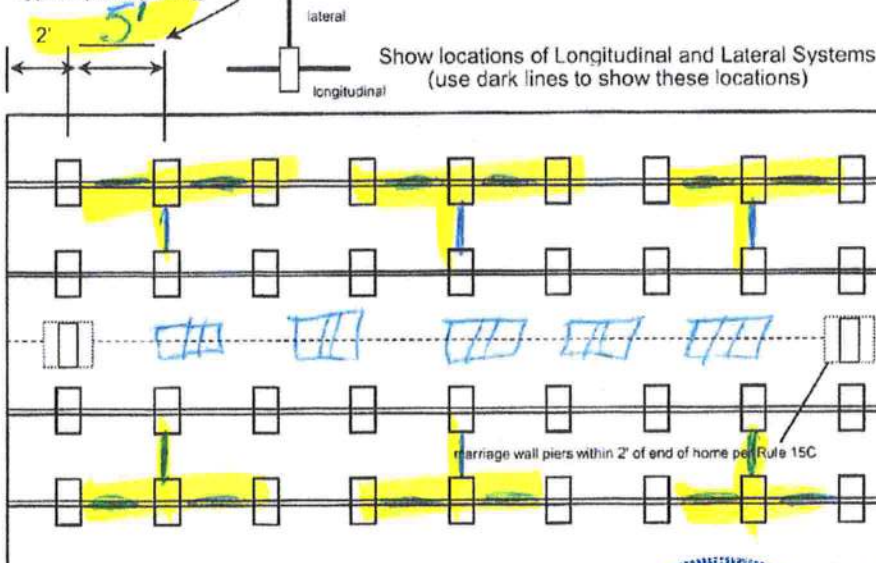 2'
5'
lateral
longitudinal
Show locations of Longitudinal and Lateral Systems
(use dark lines to show these locations)
marriage wall piers within 2' of end of home per Rule 15C